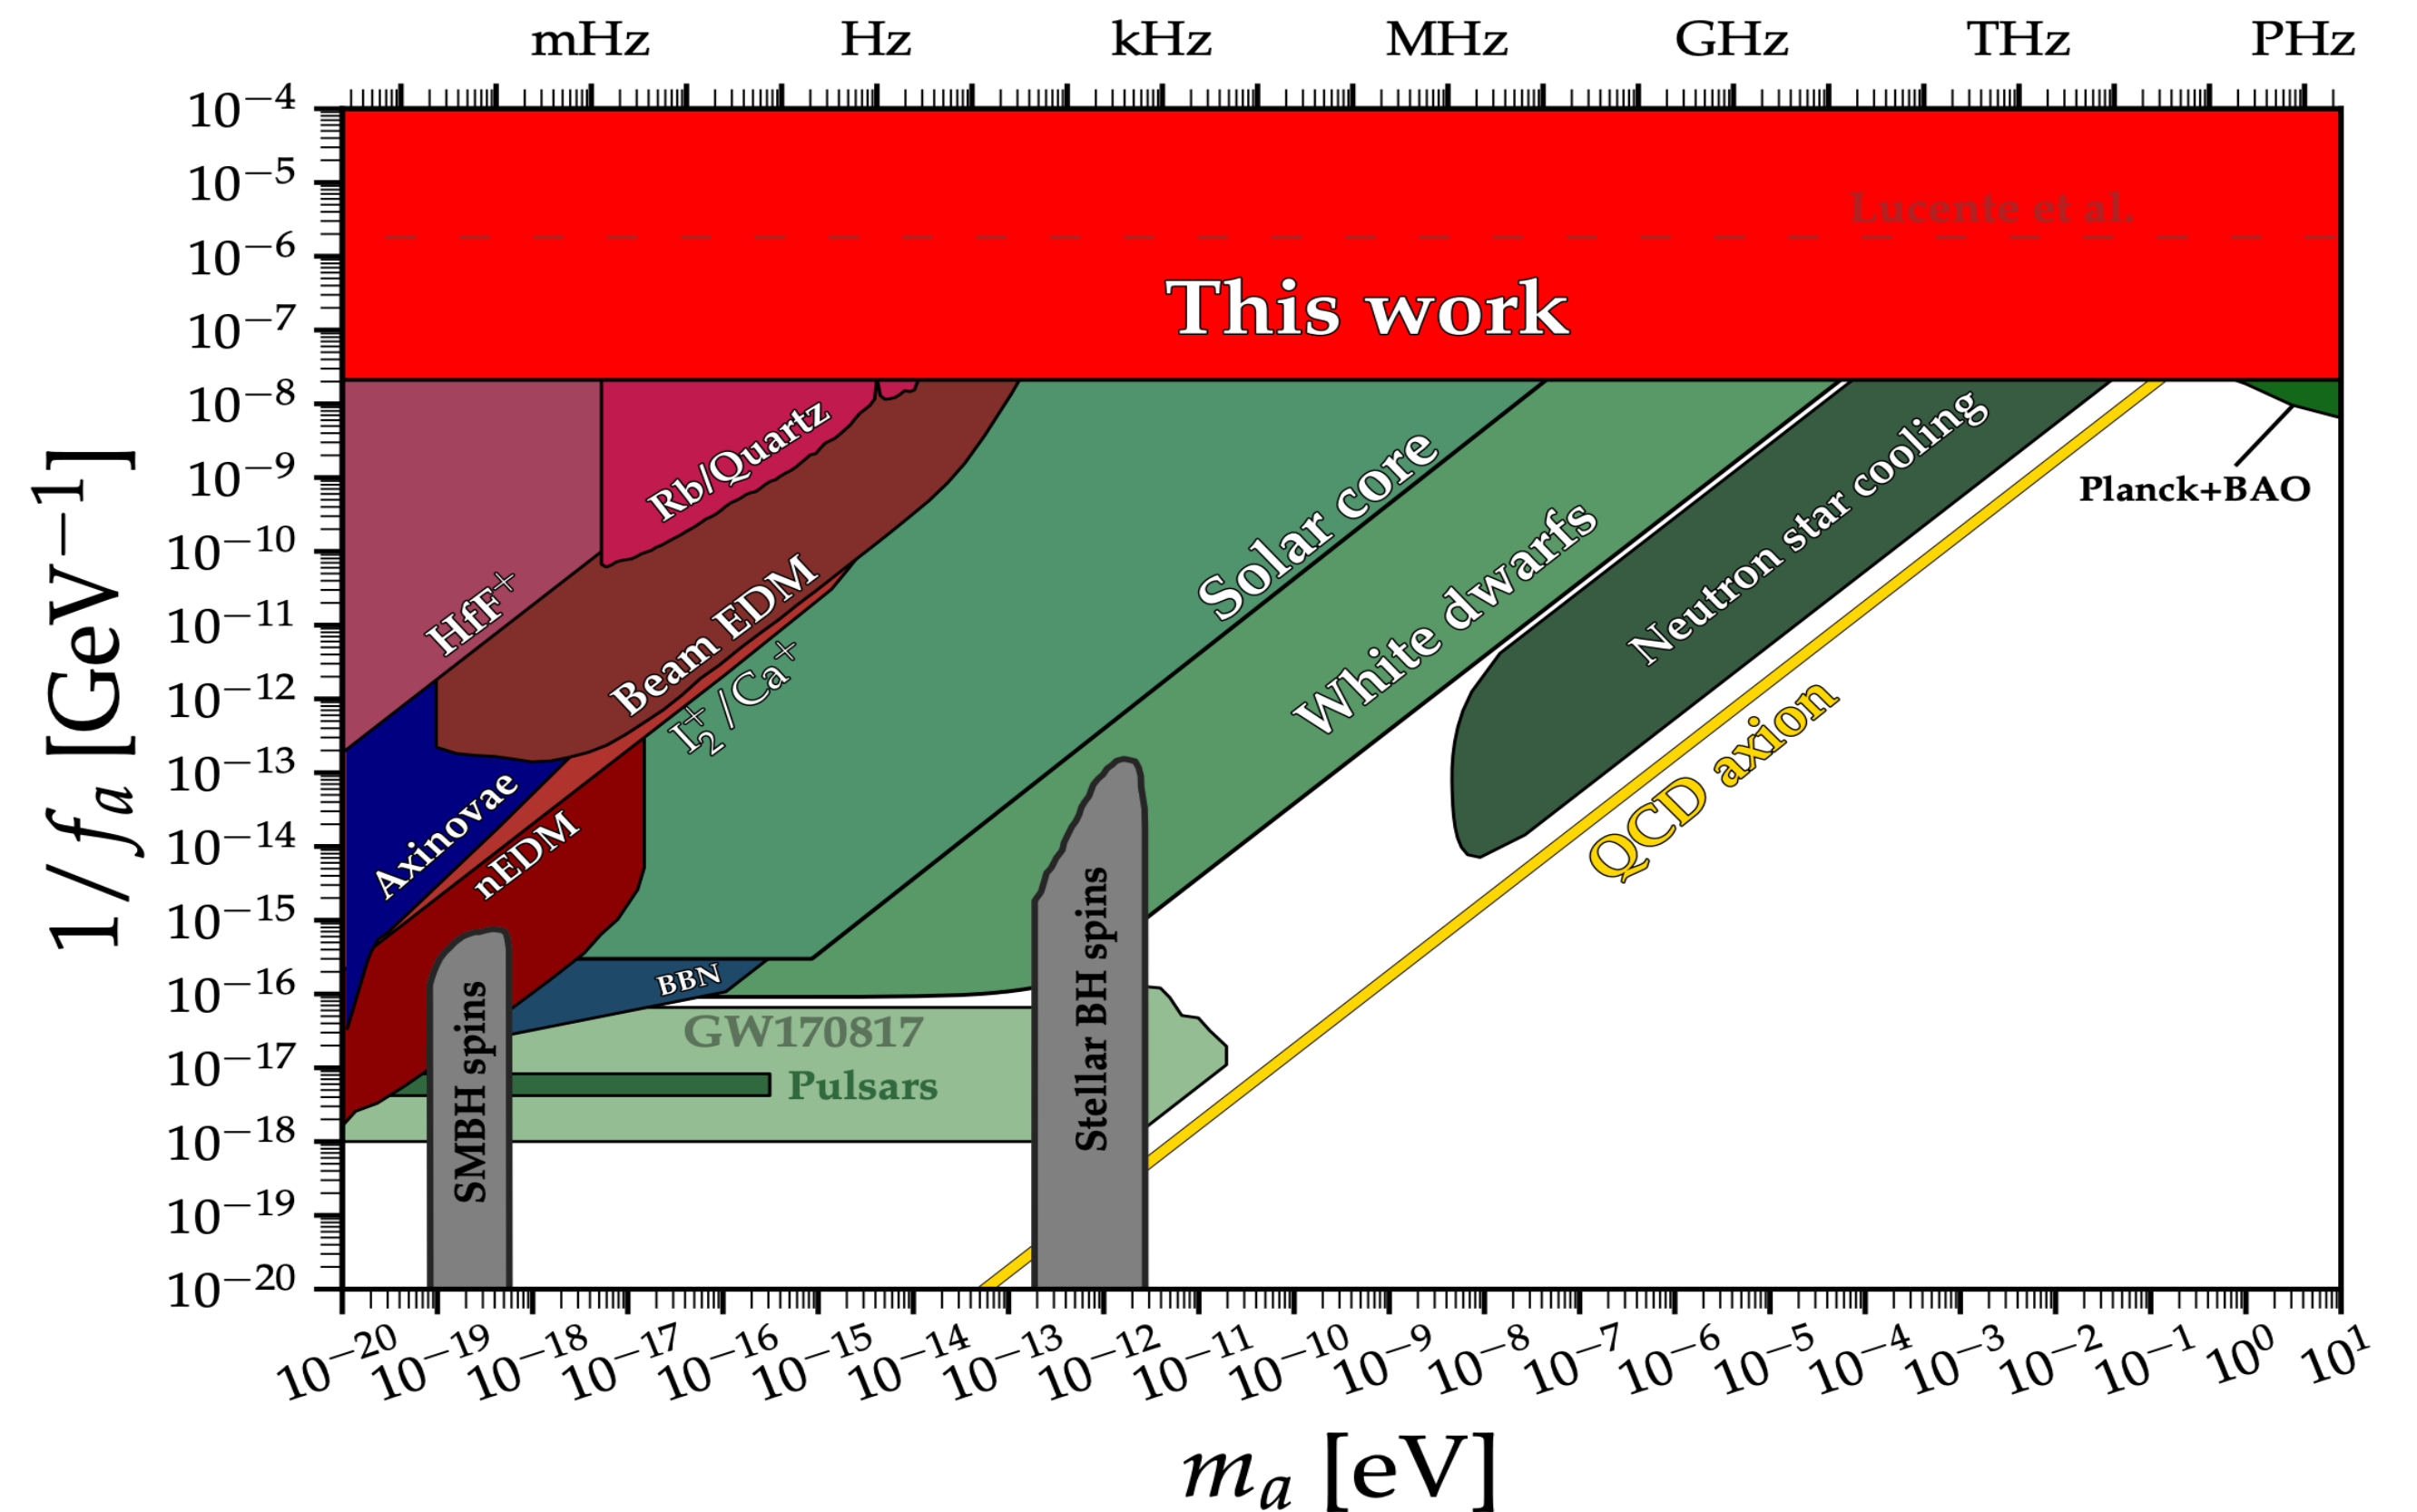 mHz Hz kHz MHz GHz THz PHz
10⁻⁴
10⁻⁵
Lucente et al.
10⁻⁶
This work
10⁻⁷
10⁻⁸
Rb/Quartz
10⁻⁹
Solar core
Neutron star cooling
Planck+BAO
10⁻¹⁰
HfF⁺
Beam EDM
White dwarfs
10⁻¹¹
I₂⁺/Ca⁺
10⁻¹²
QCD axion
10⁻¹³
Axinovae
nEDM
10⁻¹⁴
10⁻¹⁵
BBN
10⁻¹⁶
GW170817
10⁻¹⁷
Pulsars
SMBH spins
Stellar BH spins
10⁻¹⁸
10⁻¹⁹
10⁻²⁰
1/fₐ [GeV⁻¹]
10⁻²⁰ 10⁻¹⁹ 10⁻¹⁸ 10⁻¹⁷ 10⁻¹⁶ 10⁻¹⁵ 10⁻¹⁴ 10⁻¹³ 10⁻¹² 10⁻¹¹ 10⁻¹⁰ 10⁻⁹ 10⁻⁸ 10⁻⁷ 10⁻⁶ 10⁻⁵ 10⁻⁴ 10⁻³ 10⁻² 10⁻¹ 10⁰ 10¹
mₐ [eV]